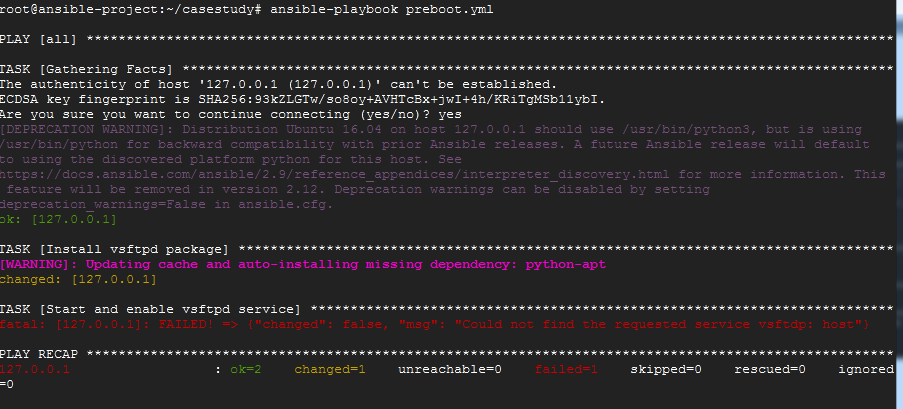 root@ansible-project:~/casestudy# ansible-playbook preboot.yml
PLAY [all] *****************************************************************************************************
TASK [Gathering Facts] *****************************************************************************************
The authenticity of host '127.0.0.1 (127.0.0.1)' can't be established.
ECDSA key fingerprint is SHA256:93kZLGTw/so8oy+AVHTcBx+jwI+4h/KRiTgMSb11ybI.
Are you sure you want to continue connecting (yes/no)? yes
[DEPRECATION WARNING]: Distribution Ubuntu 16.04 on host 127.0.0.1 should use /usr/bin/python3, but is using
/usr/bin/python for backward compatibility with prior Ansible releases. A future Ansible release will default
to using the discovered platform python for this host. See
https://docs.ansible.com/ansible/2.9/reference_appendices/interpreter_discovery.html for more information. This
feature will be removed in version 2.12. Deprecation warnings can be disabled by setting
deprecation_warnings=False in ansible.cfg.
ok: [127.0.0.1]
TASK [Install vsftpd package] **********************************************************************************
[WARNING]: Updating cache and auto-installing missing dependency: python-apt
changed: [127.0.0.1]
TASK [Start and enable vsftpd service] *************************************************************************
fatal: [127.0.0.1]: FAILED! => {"changed": false, "msg": "Could not find the requested service vsftdp: host"}
PLAY RECAP *****************************************************************************************************
127.0.0.1 : ok=2 changed=1 unreachable=0 failed=1 skipped=0 rescued=0 ignored
=0